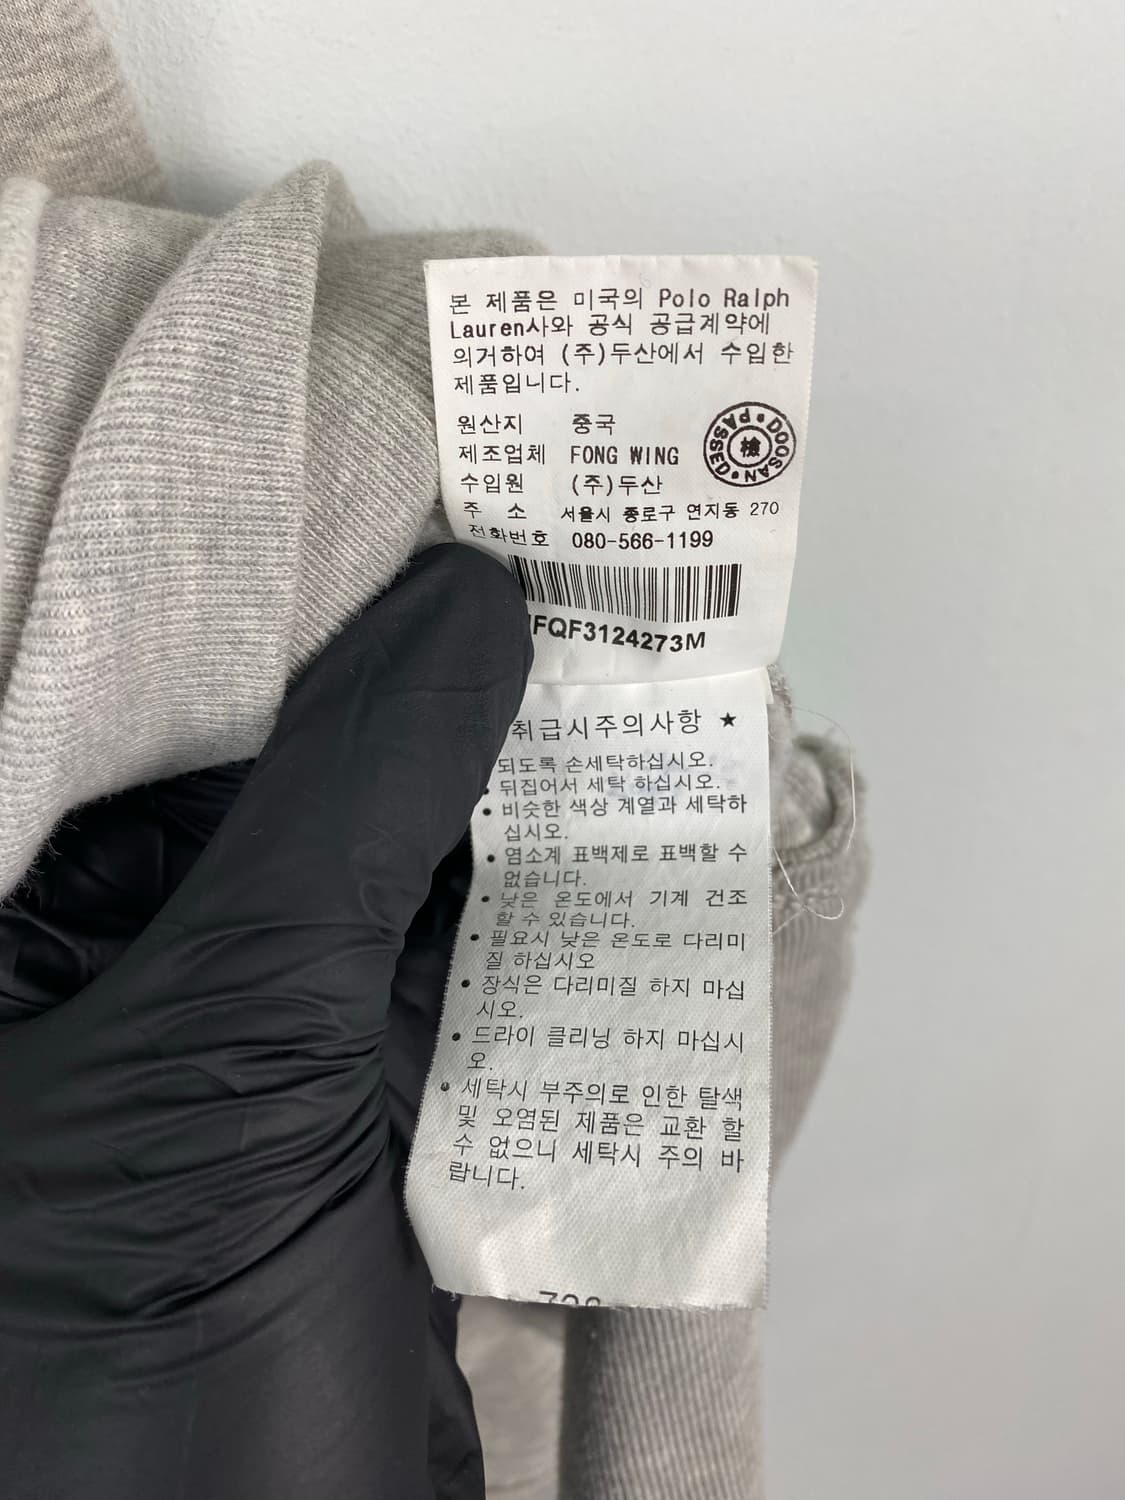 본 제품은 미국의 Polo Ralph
Lauren사와 공식 공급계약에
의거하여 (주)두산에서 수입한
제품입니다.
원산지 중국
제조업체 FONG WING
수입원 (주)두산
주 소 서울시 종로구 연지동 270
전화번호 080-566-1199
DOOSAN • PASSED •
檢
FQF3124273M
취급시주의사항 ★
되도록 손세탁하십시오.
• 뒤집어서 세탁 하십시오.
• 비슷한 색상 계열과 세탁하
십시오.
• 염소계 표백제로 표백할 수
없습니다.
• 낮은 온도에서 기계 건조
할 수 있습니다.
• 필요시 낮은 온도로 다리미
질 하십시오
• 장식은 다리미질 하지 마십
시오.
• 드라이 클리닝 하지 마십시
오.
• 세탁시 부주의로 인한 탈색
및 오염된 제품은 교환 할
수 없으니 세탁시 주의 바
랍니다.